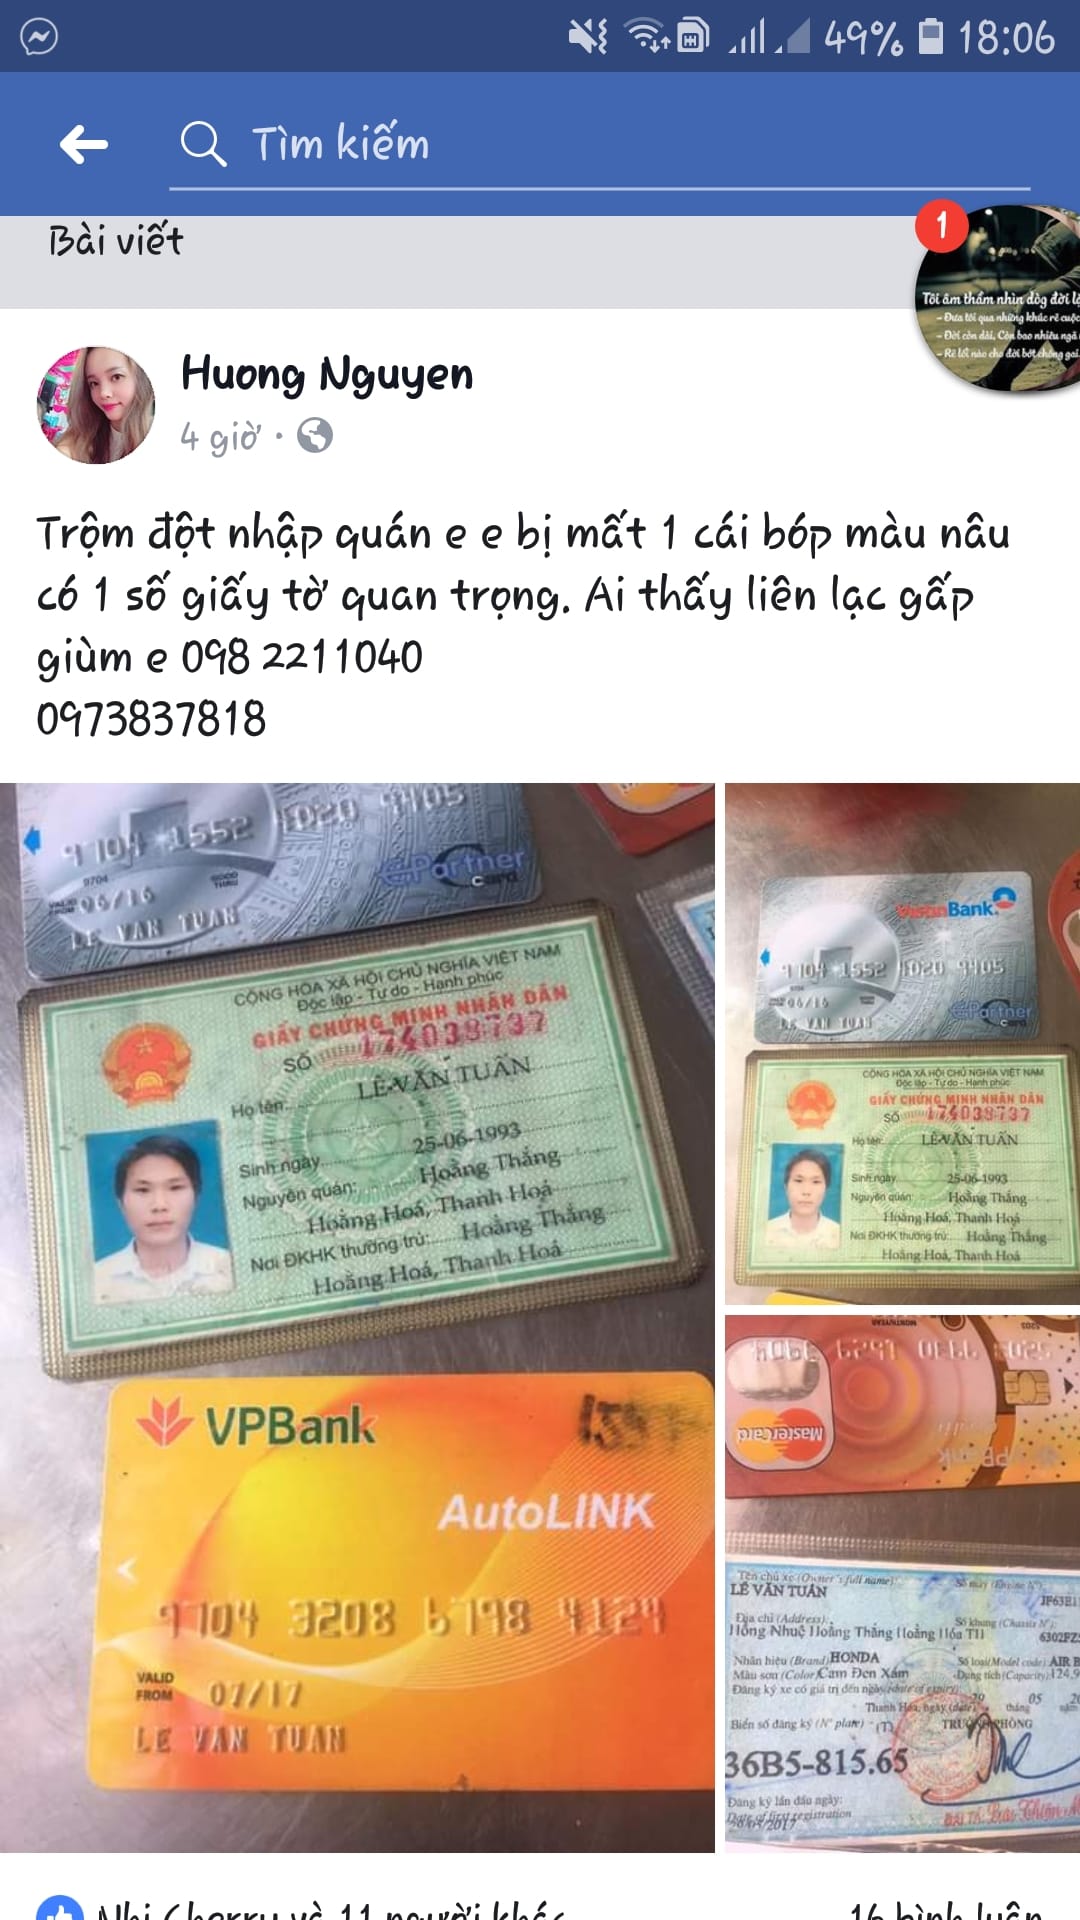 49% 18:06
Tìm kiếm
Bài viết
1
Tôi âm thầm nhìn dòg đời lặ
- Đưa tôi qua những khúc rẽ cuộc
- Đời còn dài, Còn bao nhiêu ngã
- Rẽ lối nào cho đời bớt chông gai
Huong Nguyen
4 giờ
Trộm đột nhập quán e e bị mất 1 cái bóp màu nâu
có 1 số giấy tờ quan trọng. Ai thấy liên lạc gấp
giùm e 098 2211040
0973837818
9704 1552 1020 9105
9704
VALID FROM 06/16 GOOD THRU
LE VAN TUAN
e-Partner
card
CỘNG HÒA XÃ HỘI CHỦ NGHĨA VIỆT NAM
Độc lập - Tự do - Hạnh phúc
GIẤY CHỨNG MINH NHÂN DÂN
SỐ 174038737
Họ tên: LÊ VĂN TUẤN
Sinh ngày 25-06-1993
Nguyên quán: Hoằng Thắng
Hoằng Hoá, Thanh Hoá
Nơi ĐKHK thường trú: Hoằng Thắng
Hoằng Hoá, Thanh Hoá
VPBank
AutoLINK
9704 3208 6798 4124
VALID
FROM 07/17
LE VAN TUAN
VietinBank
9704 1552 1020 9105
06/16
LE VAN TUAN
e-Partner
card
CỘNG HÒA XÃ HỘI CHỦ NGHĨA VIỆT NAM
Độc lập - Tự do - Hạnh phúc
GIẤY CHỨNG MINH NHÂN DÂN
SỐ 174038737
Họ tên: LÊ VĂN TUẤN
Sinh ngày 25-06-1993
Nguyên quán: Hoằng Thắng
Hoằng Hoá, Thanh Hoá
Nơi ĐKHK thường trú: Hoằng Thắng
Hoằng Hoá, Thanh Hoá
MONTH/YEAR
MasterCard
VPBANK
Tên chủ xe (Owner's full name): Số máy (Engine N°):
LÊ VĂN TUẤN JF63E1
Địa chỉ (Address): Số khung (Chassis N°):
Hồng Nhuệ Hoằng Thắng Hoằng Hóa TH 6302FZ
Nhãn hiệu (Brand) HONDA Số loại (Model code): AIR B
Màu sơn (Color) Cam Đen Xám Dung tích (Capacity): 124,9
Đăng ký xe có giá trị đến ngày (date of expiry):
Thanh Hóa, ngày (date) 29 tháng 05 năm 20
Biển số đăng ký (N° plate) TRƯỞNG PHÒNG
36B5-815.65
Đăng ký lần đầu ngày:
Date of first registration
Nhi Cherry và 11 người khác
16 bình luận